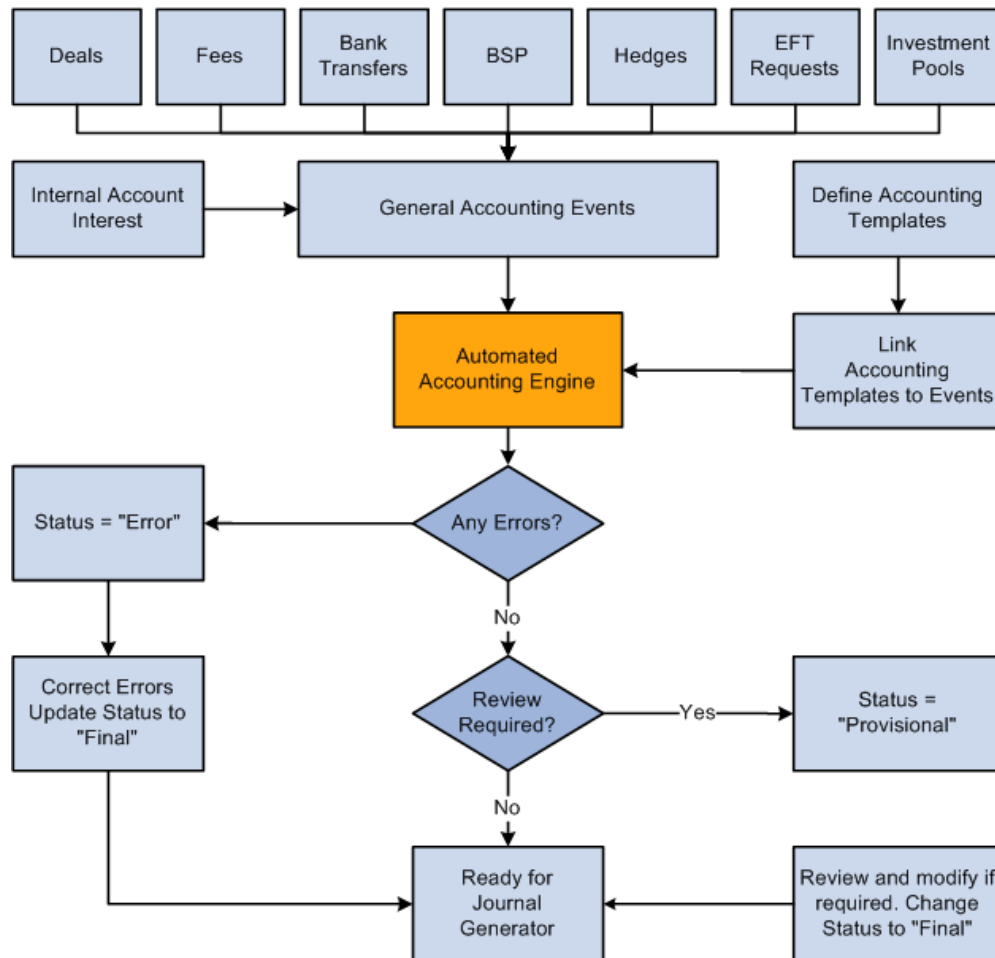 Deals
Fees
Bank
Transfers
BSP
Hedges
EFT
Requests
Investment
Pools
Internal Account
Interest
General Accounting Events
Define Accounting
Templates
Automated
Accounting Engine
Link
Accounting
Templates to Events
Status = "Error"
Any Errors?
No
Correct Errors
Update Status to
"Final"
Review
Required?
Yes
Status =
"Provisional"
No
Ready for
Journal
Generator
Review and modify if
required. Change
Status to "Final"